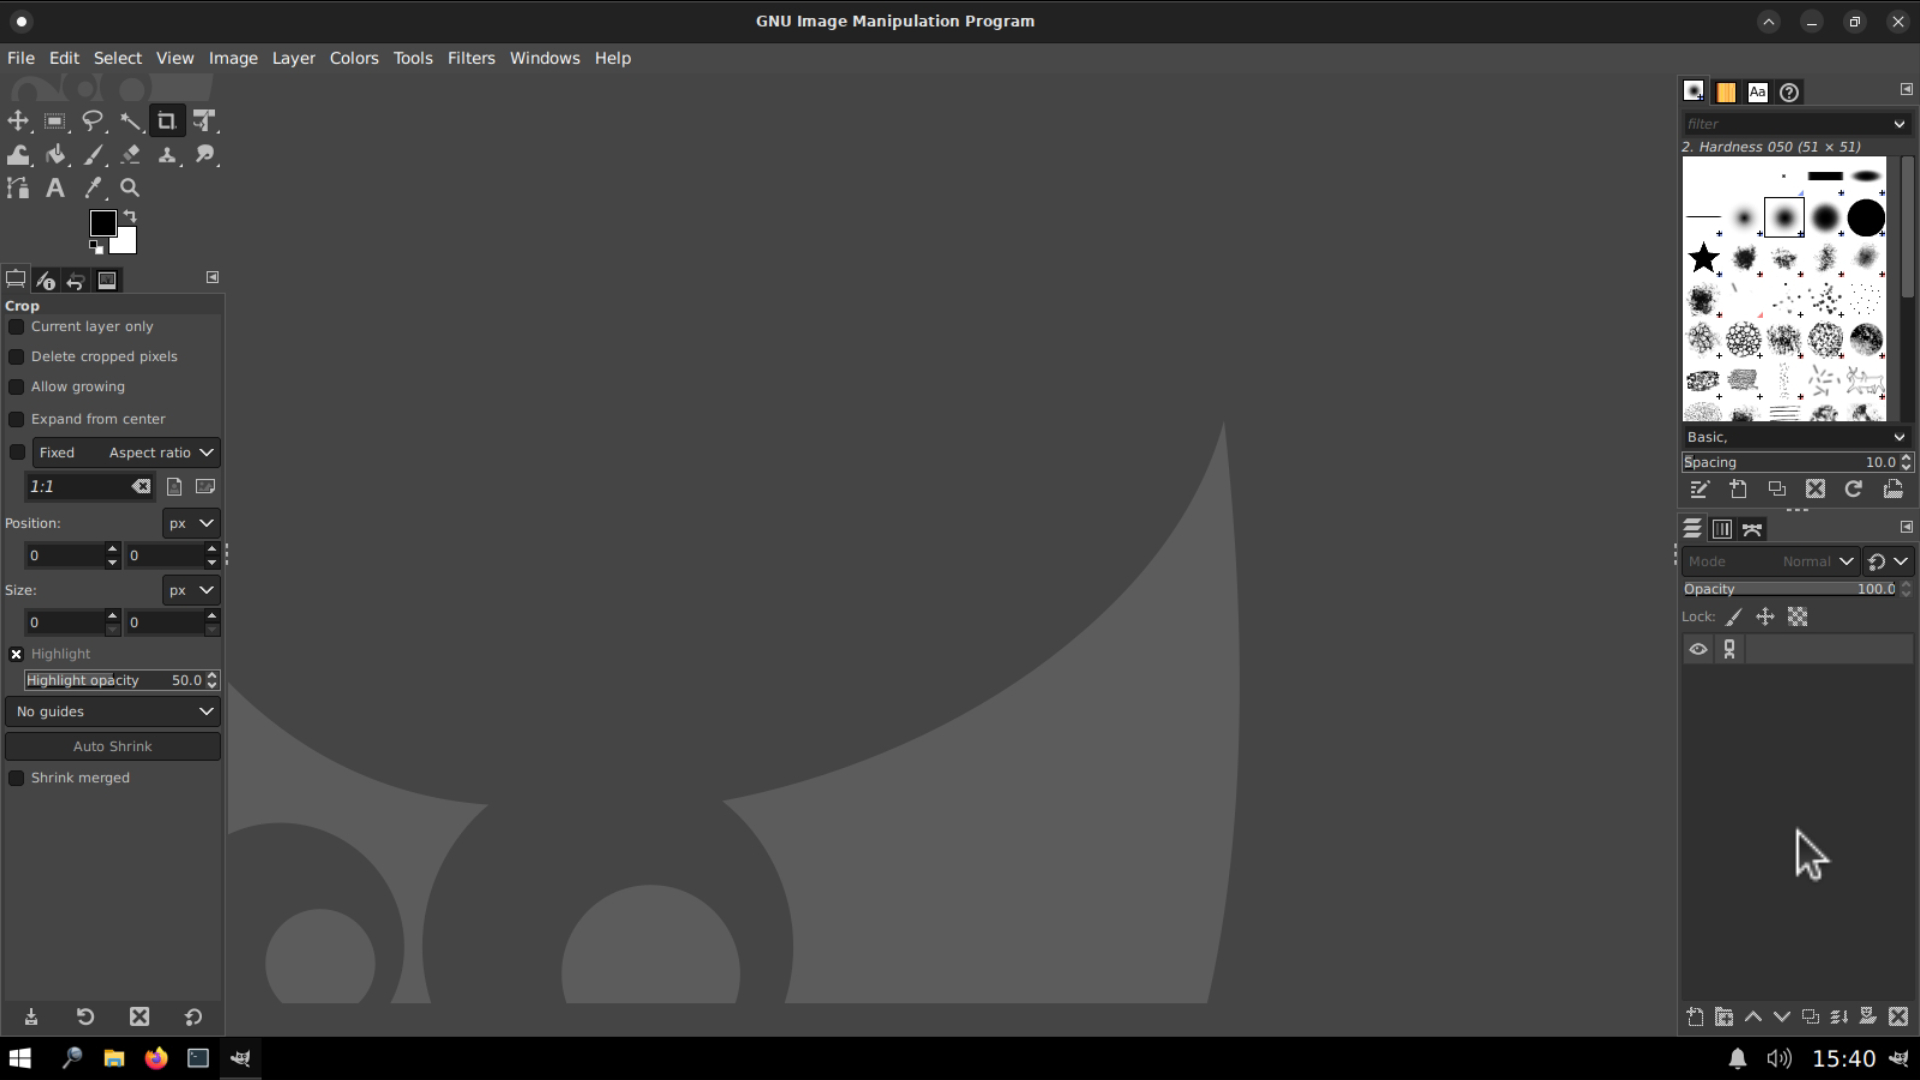 GNU Image Manipulation Program
File Edit Select View Image Layer Colors Tools Filters Windows Help
Aa
filter
2. Hardness 050 (51 × 51)
Crop
Current layer only
Delete cropped pixels
Allow growing
Expand from center
Fixed Aspect ratio
1:1
Position: px
0 0
Size: px
0 0
Highlight
Highlight opacity 50.0
No guides
Auto Shrink
Shrink merged
Basic,
Spacing 10.0
Mode Normal
Opacity 100.0
Lock:
15:40